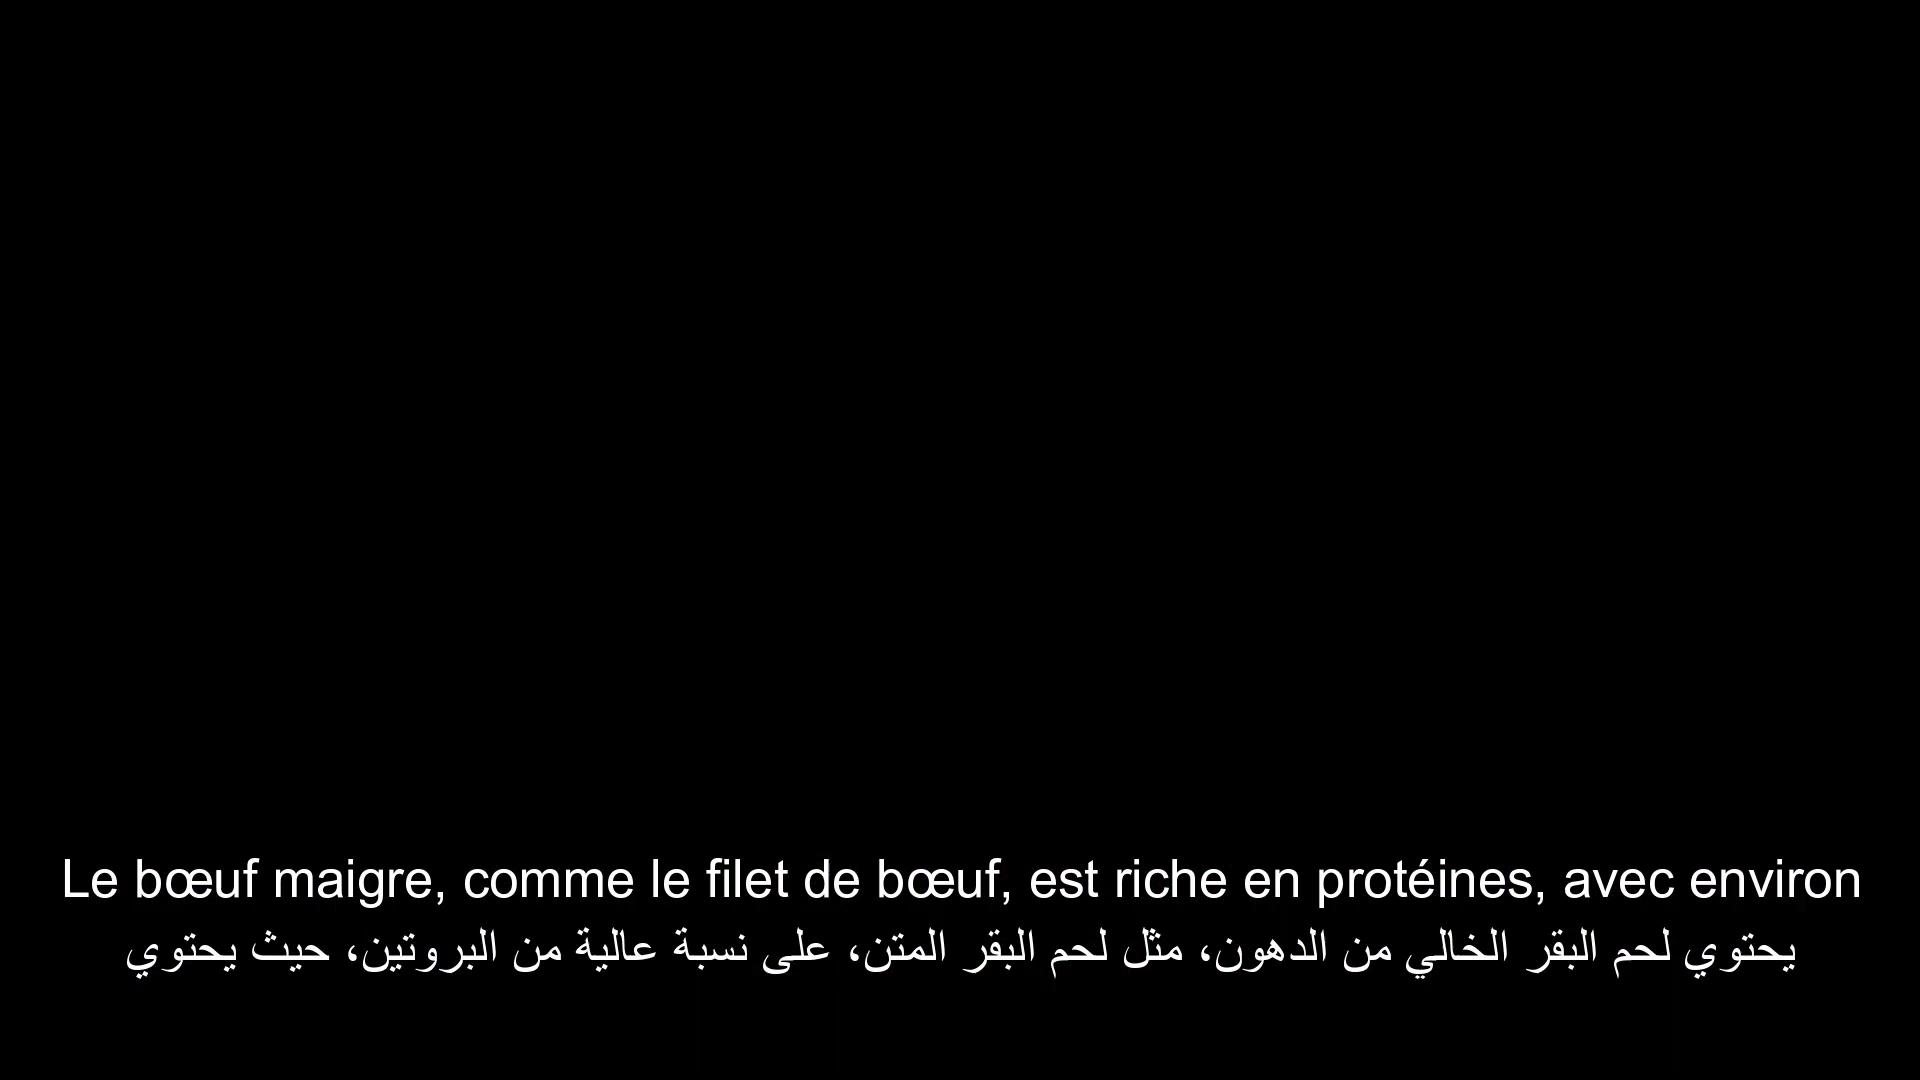 Le bœuf maigre, comme le filet de bœuf, est riche en protéines, avec environ
يحتوي لحم البقر الخالي من الدهون، مثل لحم البقر المتن، على نسبة عالية من البروتين، حيث يحتوي